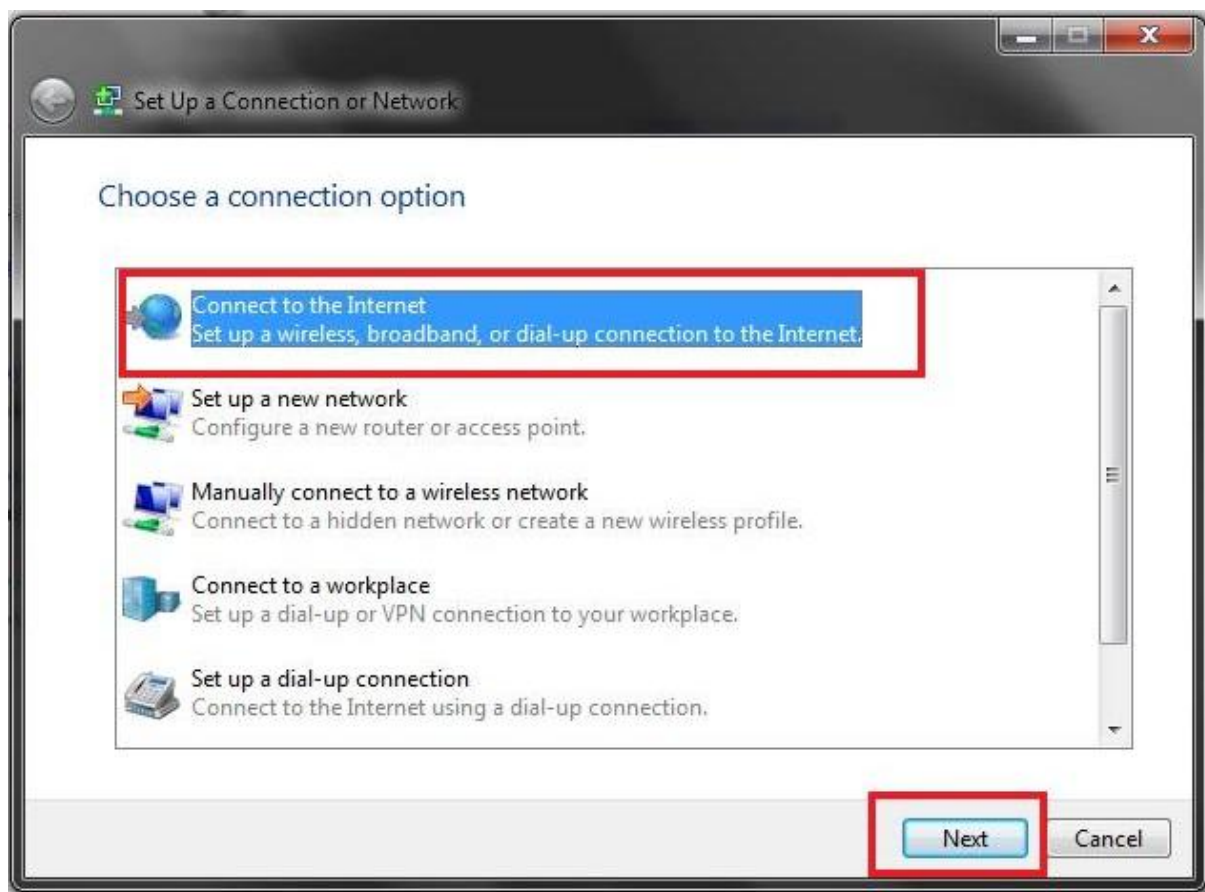 Set Up a Connection or Network
Choose a connection option
Connect to the Internet
Set up a wireless, broadband, or dial-up connection to the Internet.
Set up a new network
Configure a new router or access point.
Manually connect to a wireless network
Connect to a hidden network or create a new wireless profile.
Connect to a workplace
Set up a dial-up or VPN connection to your workplace.
Set up a dial-up connection
Connect to the Internet using a dial-up connection.
Next
Cancel